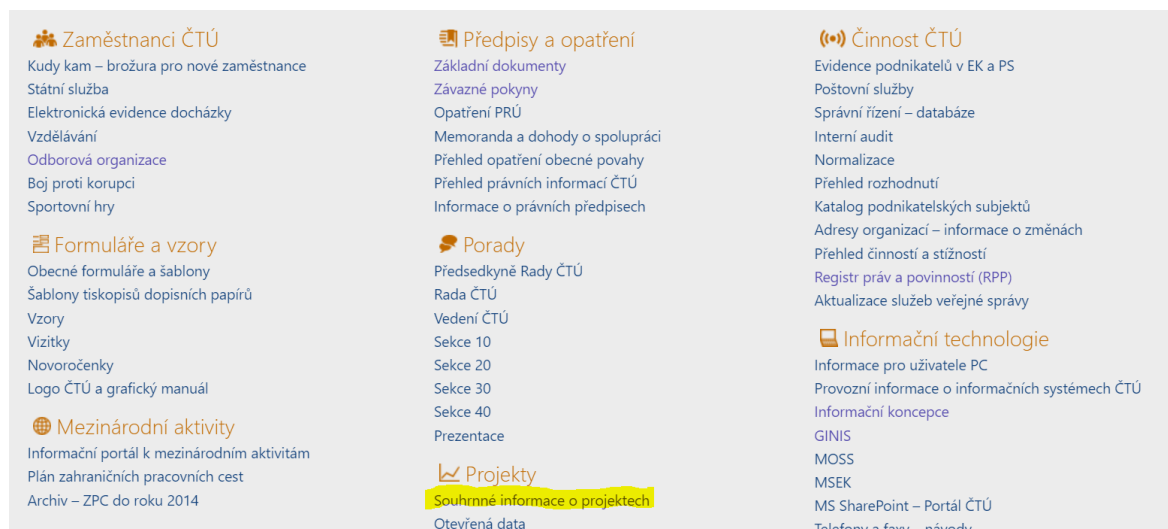 Zaměstnanci ČTÚ
Kudy kam – brožura pro nové zaměstnance
Státní služba
Elektronická evidence docházky
Vzdělávání
Odborová organizace
Boj proti korupci
Sportovní hry
Formuláře a vzory
Obecné formuláře a šablony
Šablony tiskopisů dopisních papírů
Vzory
Vizitky
Novoročenky
Logo ČTÚ a grafický manuál
Mezinárodní aktivity
Informační portál k mezinárodním aktivitám
Plán zahraničních pracovních cest
Archiv – ZPC do roku 2014
Předpisy a opatření
Základní dokumenty
Závazné pokyny
Opatření PRÚ
Memoranda a dohody o spolupráci
Přehled opatření obecné povahy
Přehled právních informací ČTÚ
Informace o právních předpisech
Porady
Předsedkyně Rady ČTÚ
Rada ČTÚ
Vedení ČTÚ
Sekce 10
Sekce 20
Sekce 30
Sekce 40
Prezentace
Projekty
Souhrnné informace o projektech
Otevřená data
Činnost ČTÚ
Evidence podnikatelů v EK a PS
Poštovní služby
Správní řízení – databáze
Interní audit
Normalizace
Přehled rozhodnutí
Katalog podnikatelských subjektů
Adresy organizací – informace o změnách
Přehled činností a stížností
Registr práv a povinností (RPP)
Aktualizace služeb veřejné správy
Informační technologie
Informace pro uživatele PC
Provozní informace o informačních systémech ČTÚ
Informační koncepce
GINIS
MOSS
MSEK
MS SharePoint – Portál ČTÚ
Telefony a faxy – návody